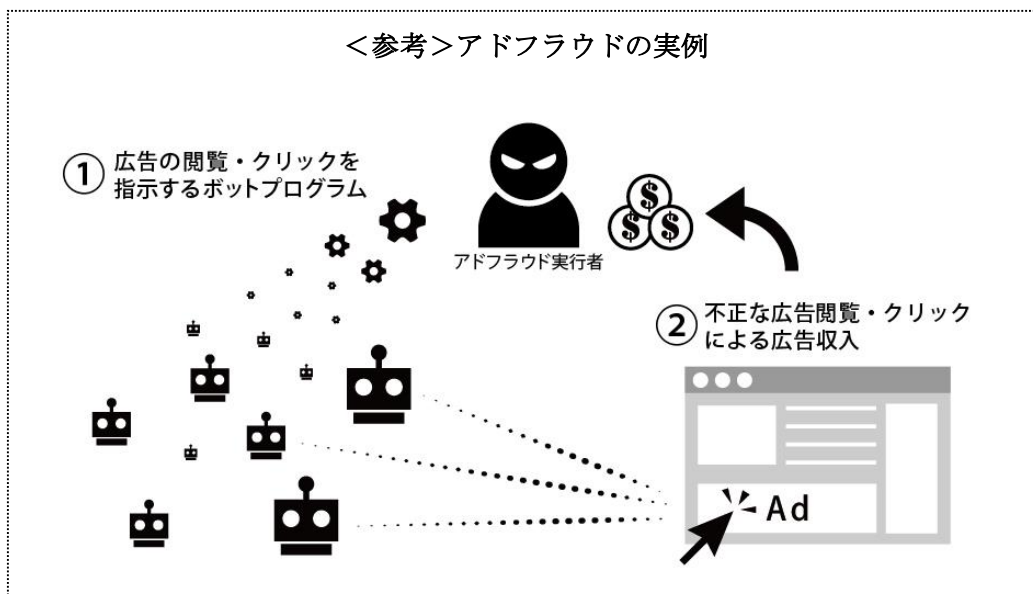 ＜参考＞アドフラウドの実例
① 広告の閲覧・クリックを
指示するボットプログラム
$
$ $
アドフラウド実行者
② 不正な広告閲覧・クリック
による広告収入
Ad